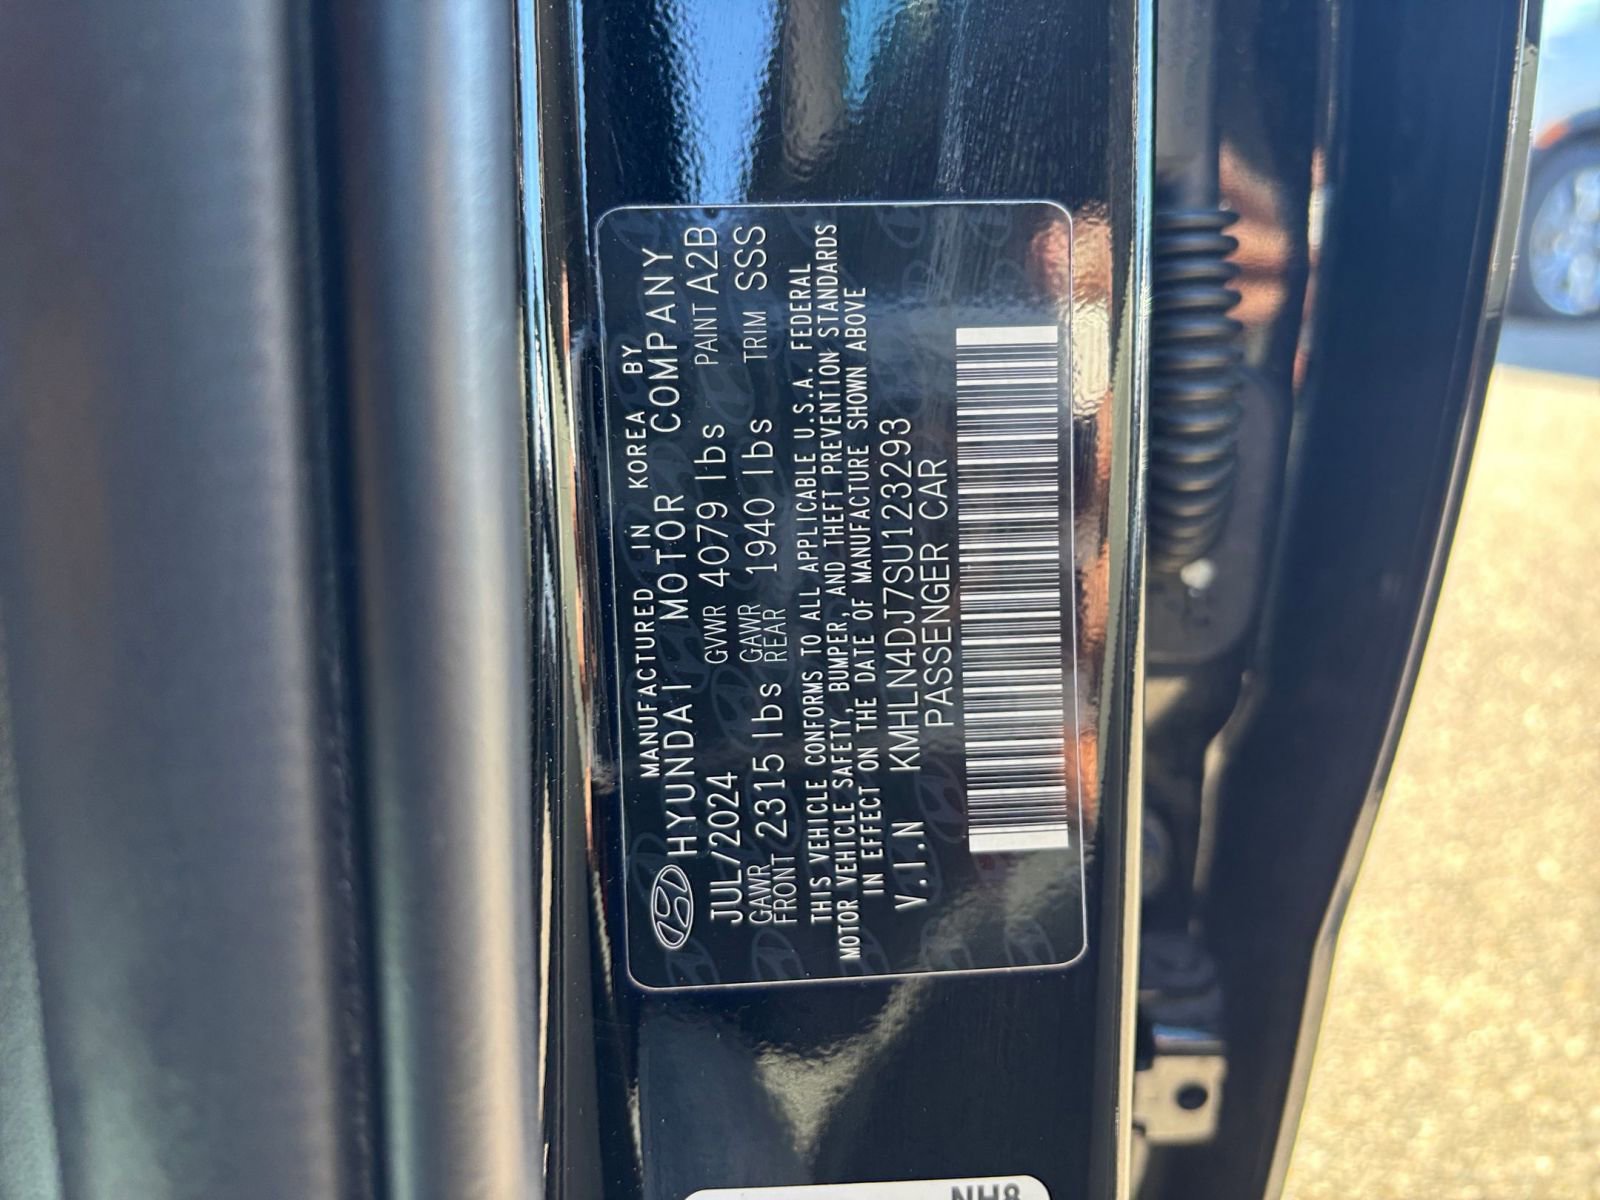 MANUFACTURED IN KOREA BY
HYUNDAI MOTOR COMPANY
JUL/2024 GVWR 4079 lbs PAINT A2B
GAWR FRONT 2315 lbs GAWR REAR 1940 lbs TRIM SSS
THIS VEHICLE CONFORMS TO ALL APPLICABLE U.S.A. FEDERAL
MOTOR VEHICLE SAFETY, BUMPER, AND THEFT PREVENTION STANDARDS
IN EFFECT ON THE DATE OF MANUFACTURE SHOWN ABOVE
V.I.N KMHLN4DJ7SU123293
PASSENGER CAR
NH8